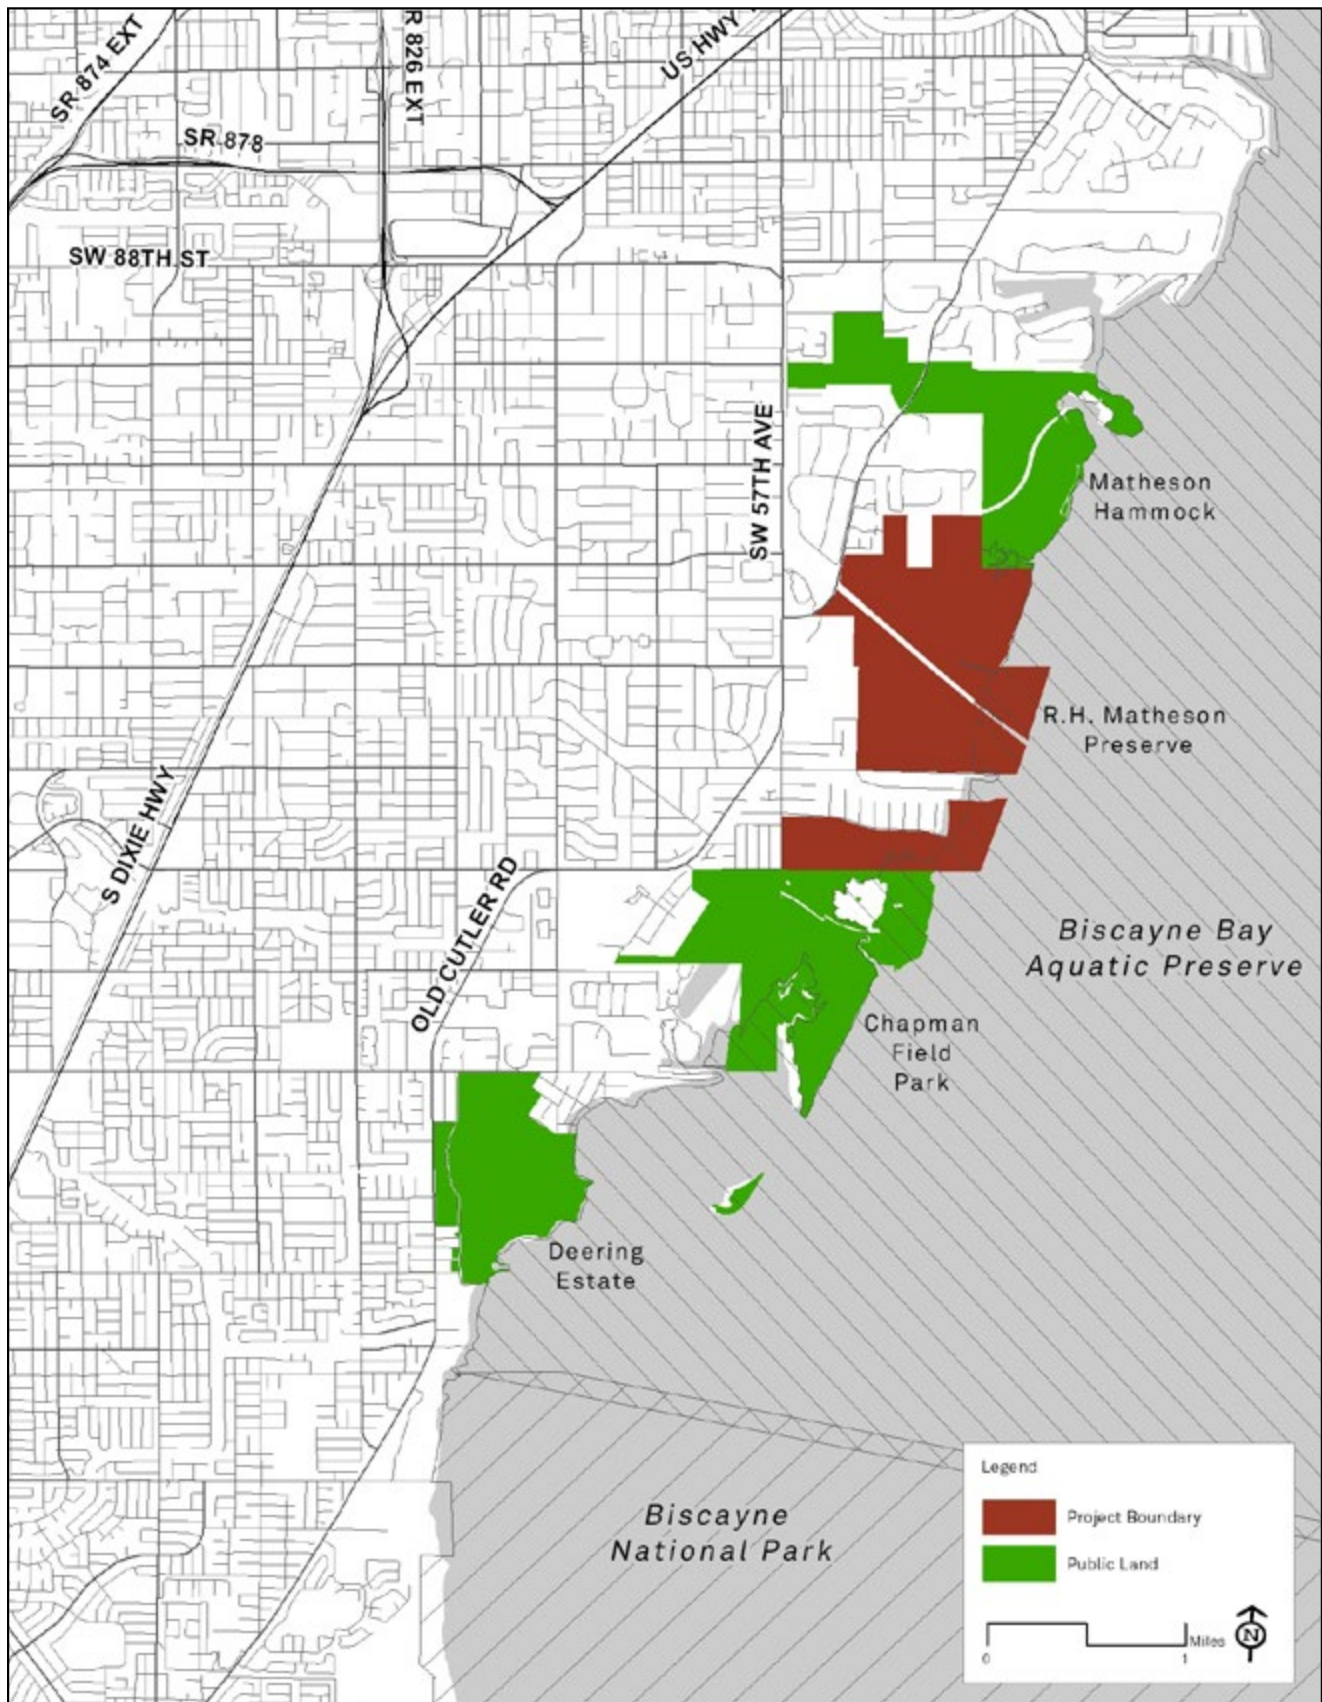 SR 874 EXT
R 826 EXT
US HWY
SR 878
SW 88TH ST
SW 57TH AVE
Matheson
Hammock
R.H. Matheson
Preserve
S DIXIE HWY
OLD CUTLER RD
Biscayne Bay
Aquatic Preserve
Chapman
Field
Park
Deering
Estate
Biscayne
National Park
Legend
Project Boundary
Public Land
Miles
0
1
N